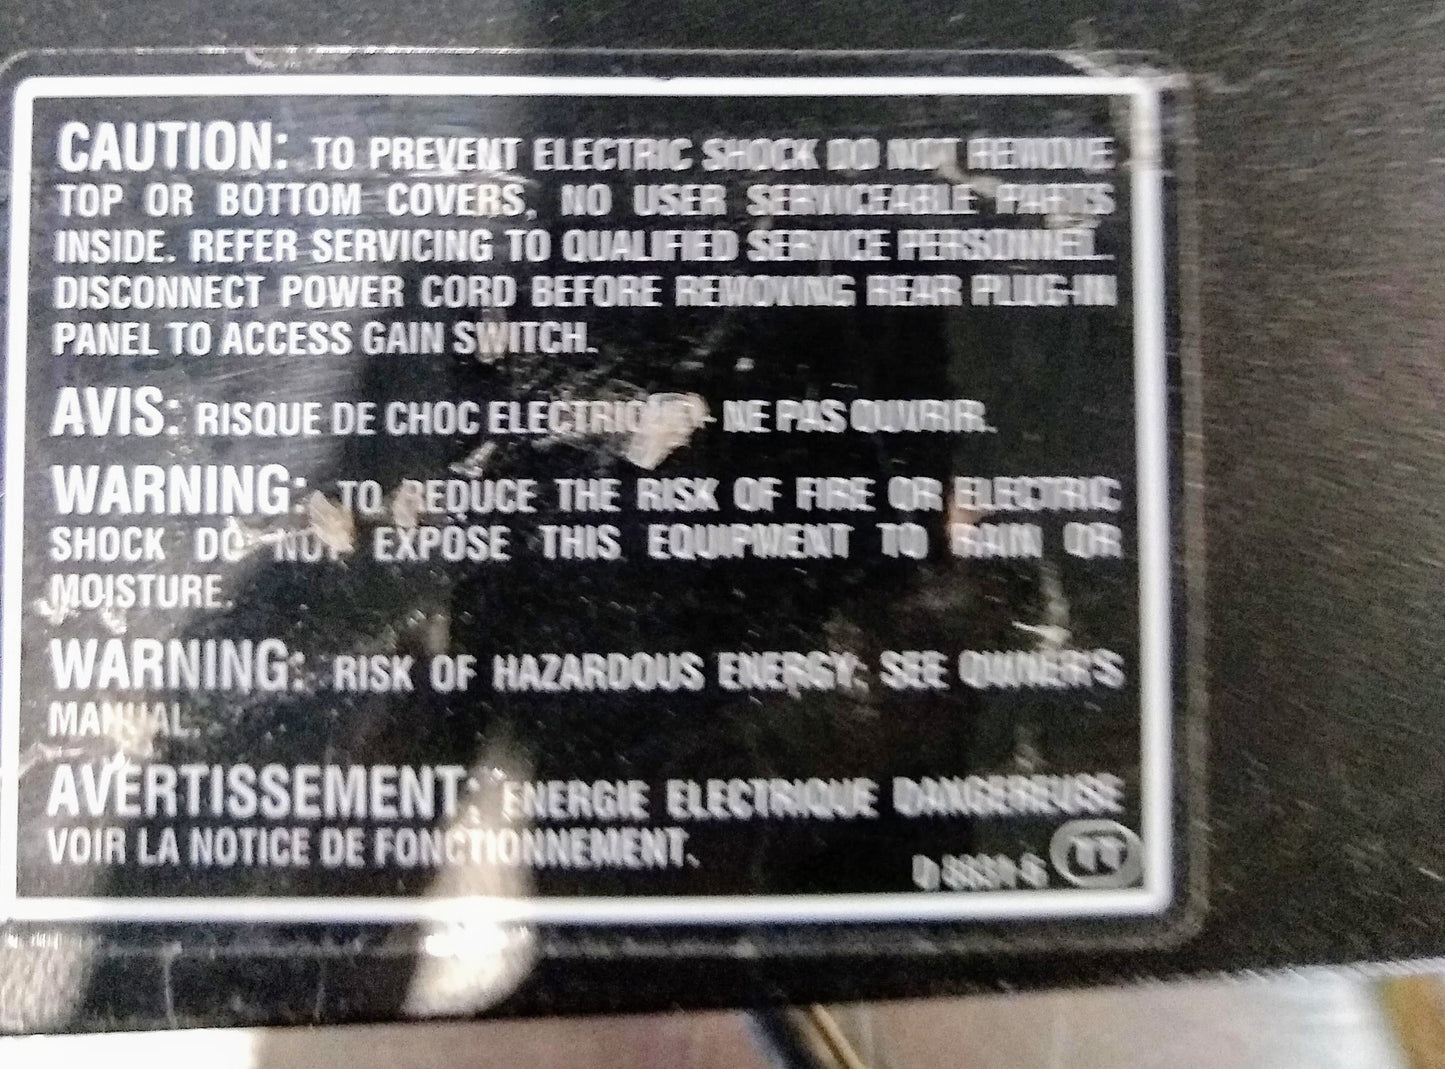 CAUTION: TO PREVENT ELECTRIC SHOCK DO NOT REMOVE
TOP OR BOTTOM COVERS, NO USER SERVICEABLE PARTS
INSIDE. REFER SERVICING TO QUALIFIED SERVICE PERSONNEL.
DISCONNECT POWER CORD BEFORE REMOVING REAR PLUG-IN
PANEL TO ACCESS GAIN SWITCH.
AVIS: RISQUE DE CHOC ELECTRIQUE - NE PAS OUVRIR.
WARNING: TO REDUCE THE RISK OF FIRE OR ELECTRIC
SHOCK DO NOT EXPOSE THIS EQUIPMENT TO RAIN OR
MOISTURE.
WARNING: RISK OF HAZARDOUS ENERGY; SEE OWNER'S
MANUAL.
AVERTISSEMENT: ENERGIE ELECTRIQUE DANGEREUSE
VOIR LA NOTICE DE FONCTIONNEMENT.